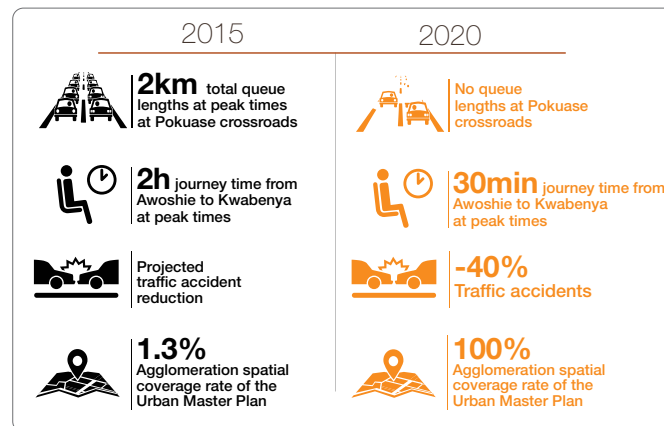 2015
2020
2km total queue
lengths at peak times
at Pokuase crossroads
No queue
lengths at Pokuase
crossroads
2h journey time from
Awoshie to Kwabenya
at peak times
30min journey time from
Awoshie to Kwabenya
at peak times
Projected
traffic accident
reduction
-40%
Traffic accidents
1.3%
Agglomeration spatial
coverage rate of the
Urban Master Plan
100%
Agglomeration spatial
coverage rate of the
Urban Master Plan